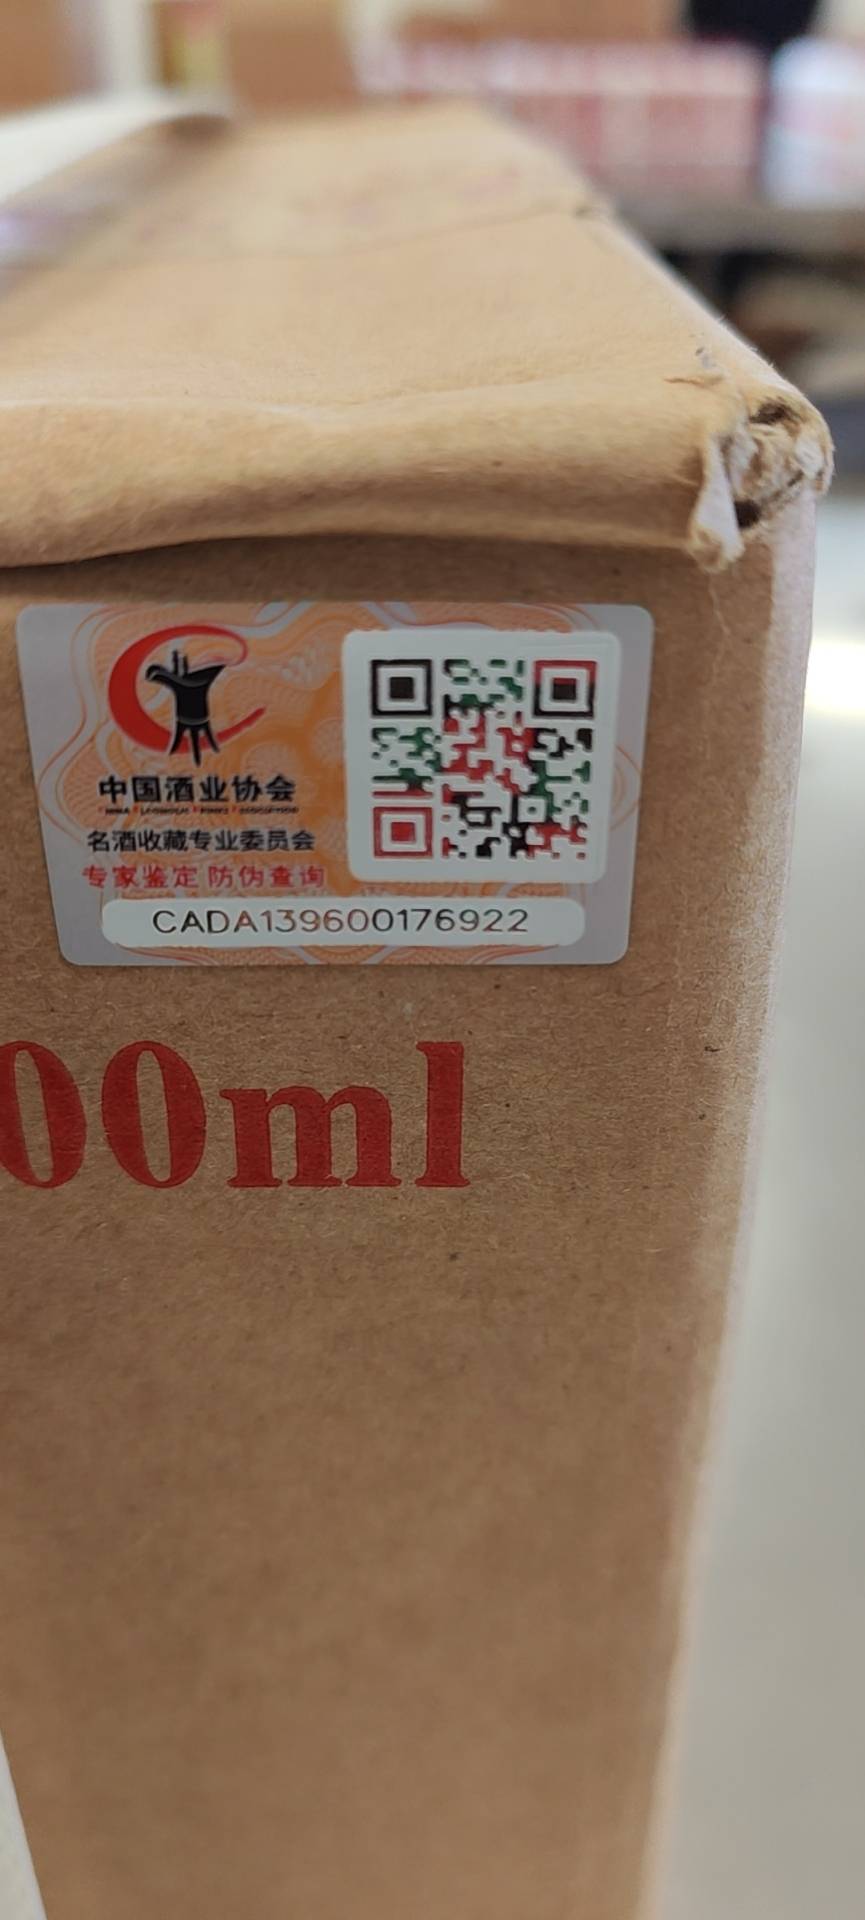 中国酒业协会
名酒收藏专业委员会
专家鉴定 防伪查询
CADA139600176922
00ml